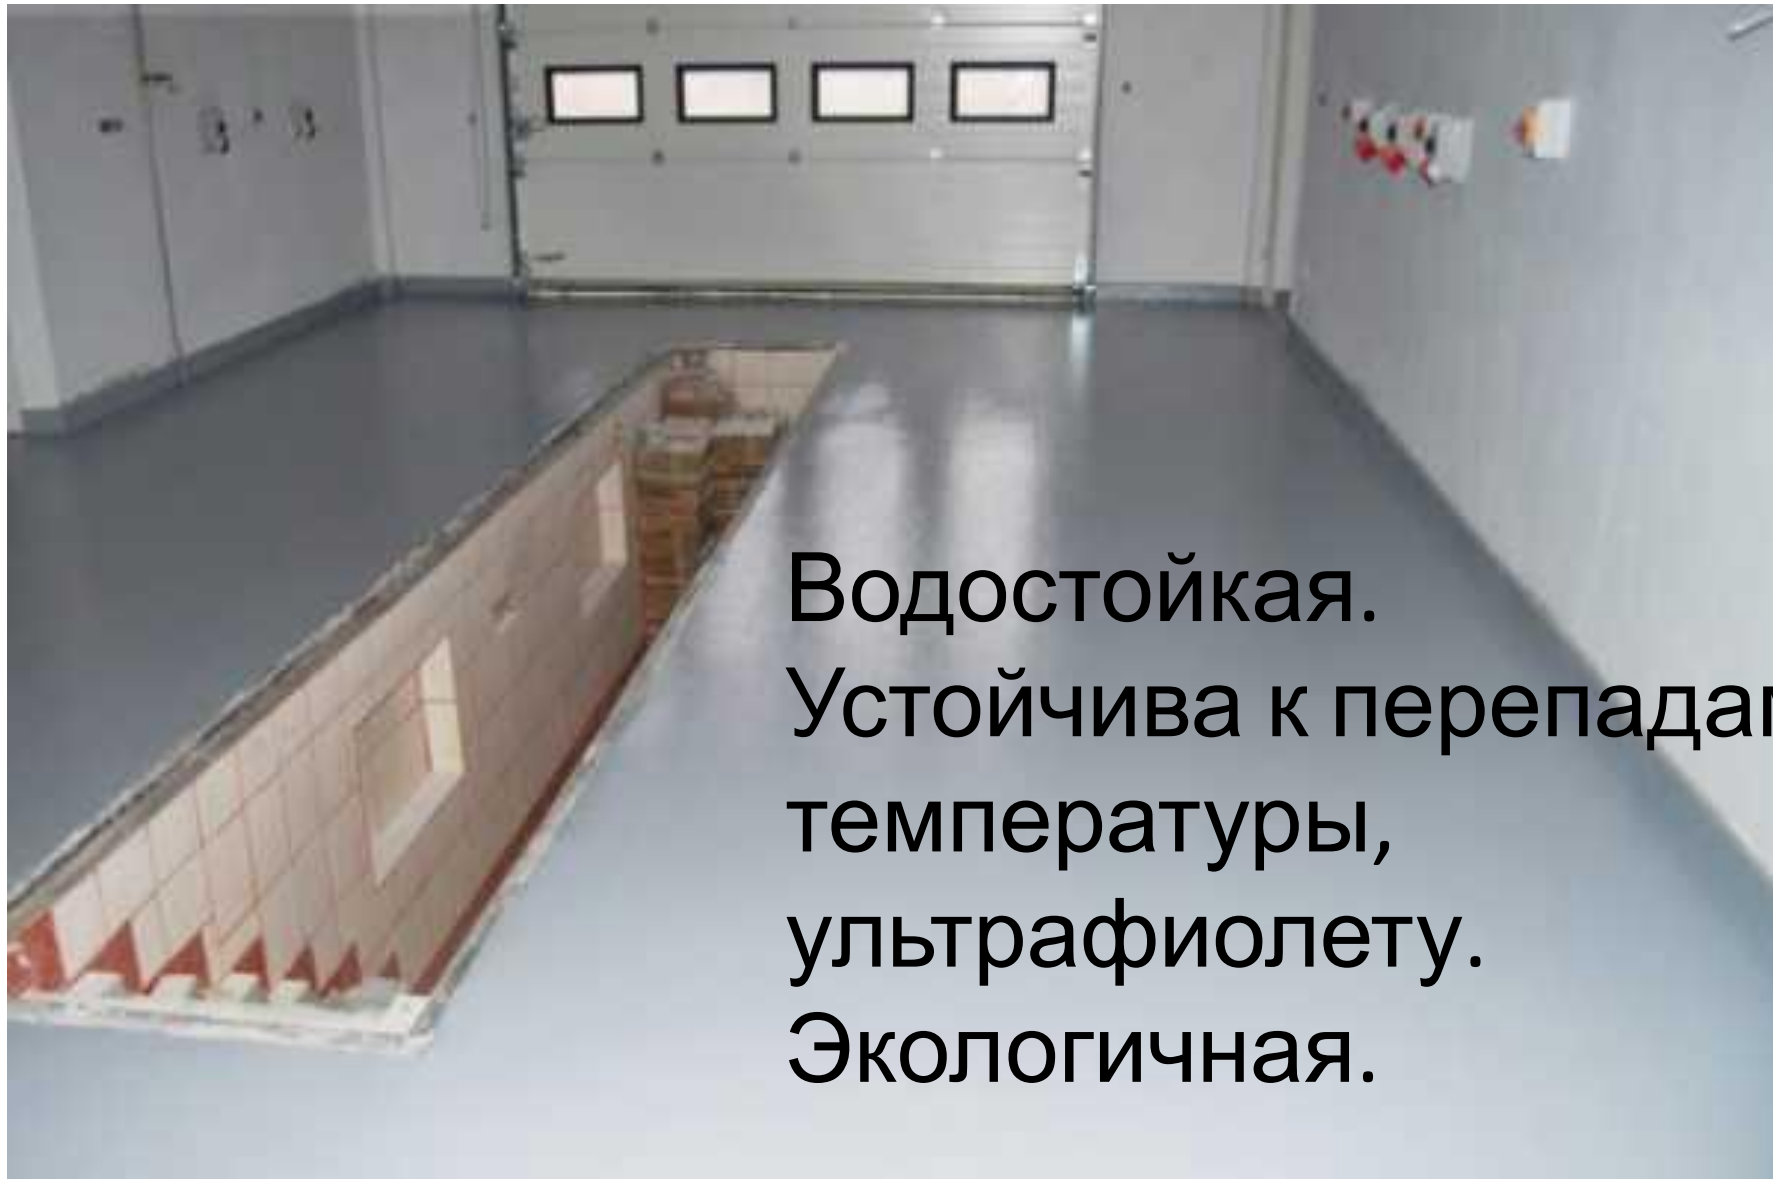 Водостойкая.
Устойчива к перепада
температуры,
ультрафиолету.
Экологичная.